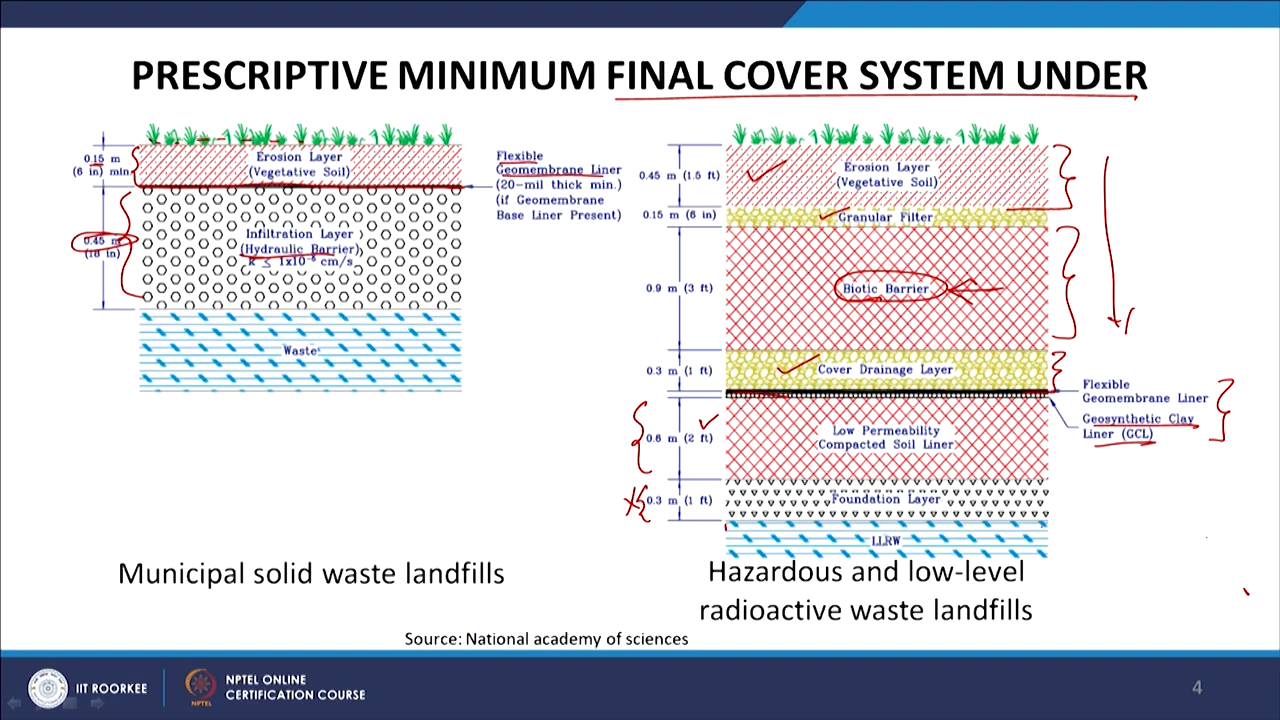 PRESCRIPTIVE MINIMUM FINAL COVER SYSTEM UNDER
0.15 m
(6 in) min
Erosion Layer
(Vegetative Soil)
Flexible
Geomembrane Liner
(20-mil thick min.)
(if Geomembrane
Base Liner Present)
0.45 m
(18 in)
Infiltration Layer
(Hydraulic Barrier)
K ≤ 1x10⁻⁶ cm/s
Waste
Municipal solid waste landfills
0.45 m (1.5 ft)
Erosion Layer
(Vegetative Soil)
0.15 m (6 in)
Granular Filter
0.9 m (3 ft)
Biotic Barrier
0.3 m (1 ft)
Cover Drainage Layer
Flexible
Geomembrane Liner
Geosynthetic Clay
Liner (GCL)
0.6 m (2 ft)
Low Permeability
Compacted Soil Liner
0.3 m (1 ft)
Foundation Layer
LLRW
Hazardous and low-level
radioactive waste landfills
Source: National academy of sciences
IIT ROORKEE
NPTEL
NPTEL ONLINE
CERTIFICATION COURSE
4